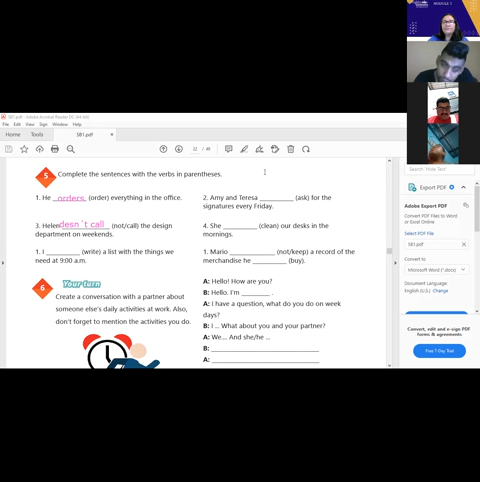 MODULE 3
SB1.pdf - Adobe Acrobat Reader DC (64-bit)
File Edit View Sign Window Help
Home Tools SB1.pdf ×
Search 'Hide Text'
Export PDF
Adobe Export PDF
Convert PDF Files to Word
or Excel Online
Select PDF File
SB1.pdf
Convert to
Microsoft Word (*.docx)
Document Language:
English (U.S.) Change
Convert, edit and e-sign PDF
forms & agreements
Free 7-Day Trial
5 Complete the sentences with the verbs in parentheses.
1. He _orders_ (order) everything in the office.
2. Amy and Teresa __________ (ask) for the
signatures every Friday.
3. Helen desn´t call (not/call) the design
department on weekends.
4. She __________ (clean) our desks in the
mornings.
1. I __________ (write) a list with the things we
need at 9:00 a.m.
1. Mario __________ (not/keep) a record of the
merchandise he __________ (buy).
6 Your turn
Create a conversation with a partner about
someone else's daily activities at work. Also,
don't forget to mention the activities you do.
A: Hello! How are you?
B: Hello. I'm ________ .
A: I have a question, what do you do on week
days?
B: I ... What about you and your partner?
A: We.... And she/he ...
B:
A: